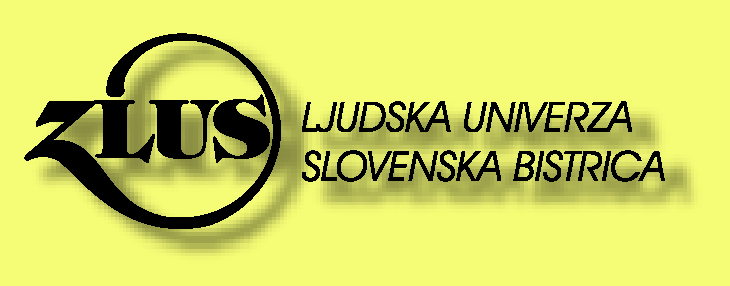 ZLUS
LJUDSKA UNIVERZA
SLOVENSKA BISTRICA